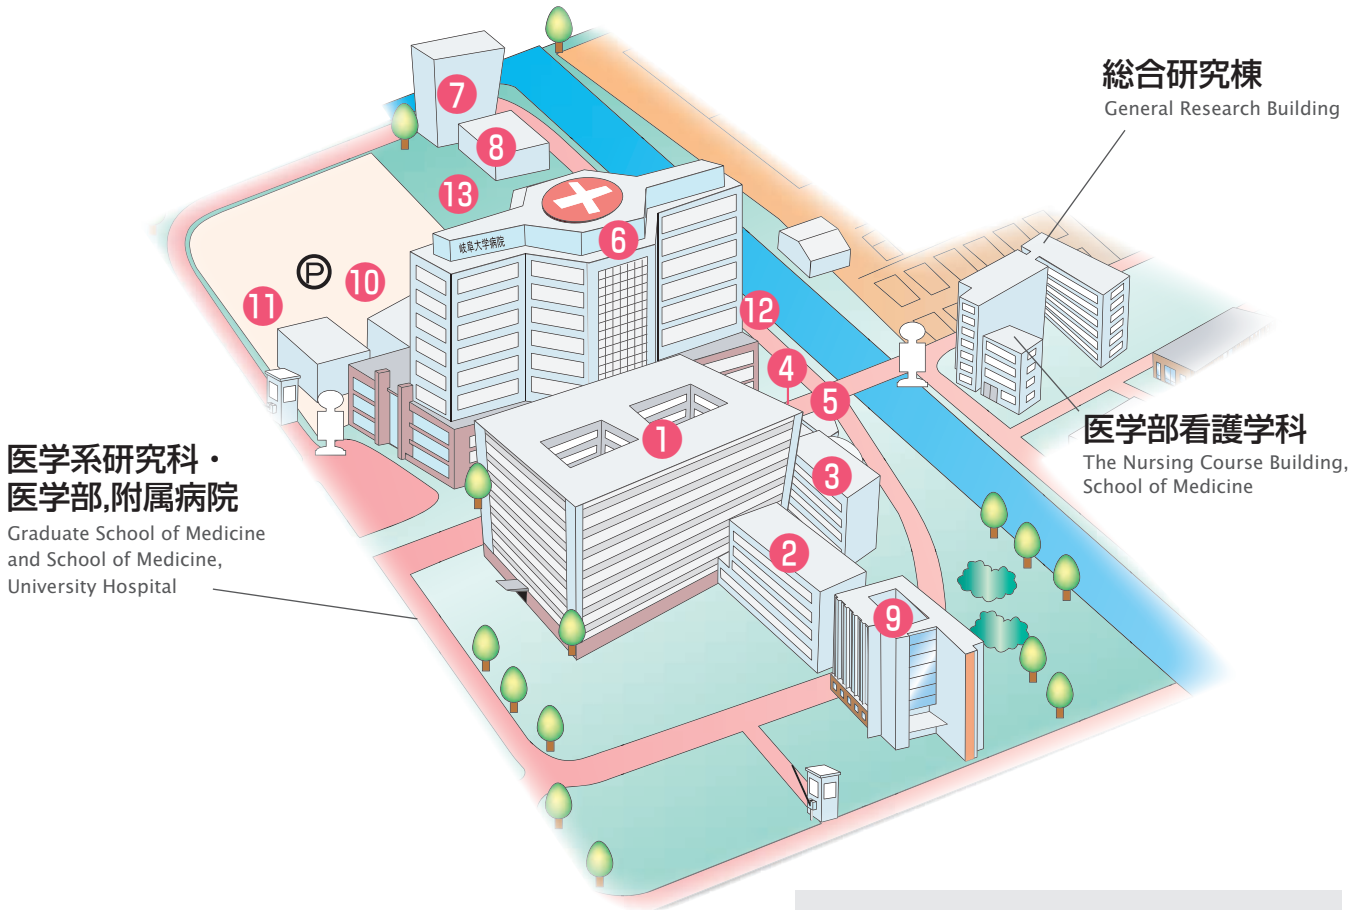 総合研究棟
General Research Building
7
8
13
岐阜大学病院
6
P
10
11
12
4
5
1
3
医学部看護学科
The Nursing Course Building,
School of Medicine
医学系研究科・
医学部,附属病院
Graduate School of Medicine
and School of Medicine,
University Hospital
2
9